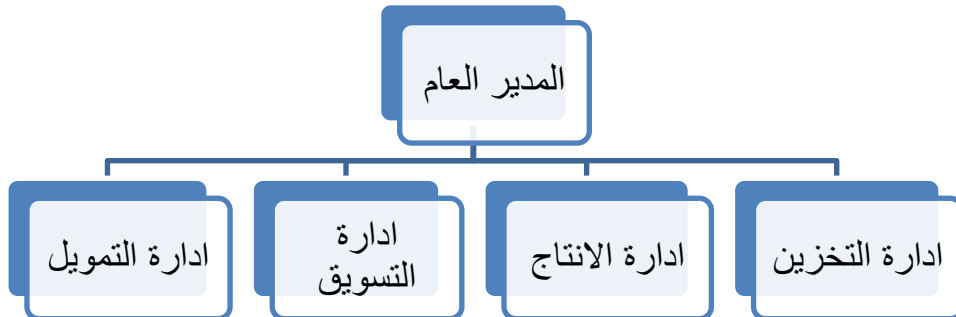 المدير العام
ادارة التخزين
ادارة الانتاج
ادارة
التسويق
ادارة التمويل